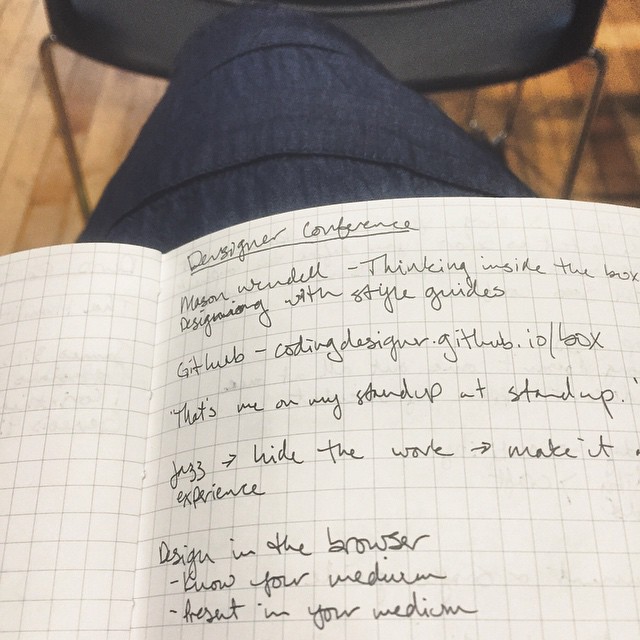 Devsigner Conference
Mason Wendell - Thinking inside the box
Designing with style guides
GitHub - codingdesigner.github.io/box
"That's me on my standup at standup."
Jazz → hide the work → make it a
experience
Design in the browser
- Know your medium
- Present in your medium